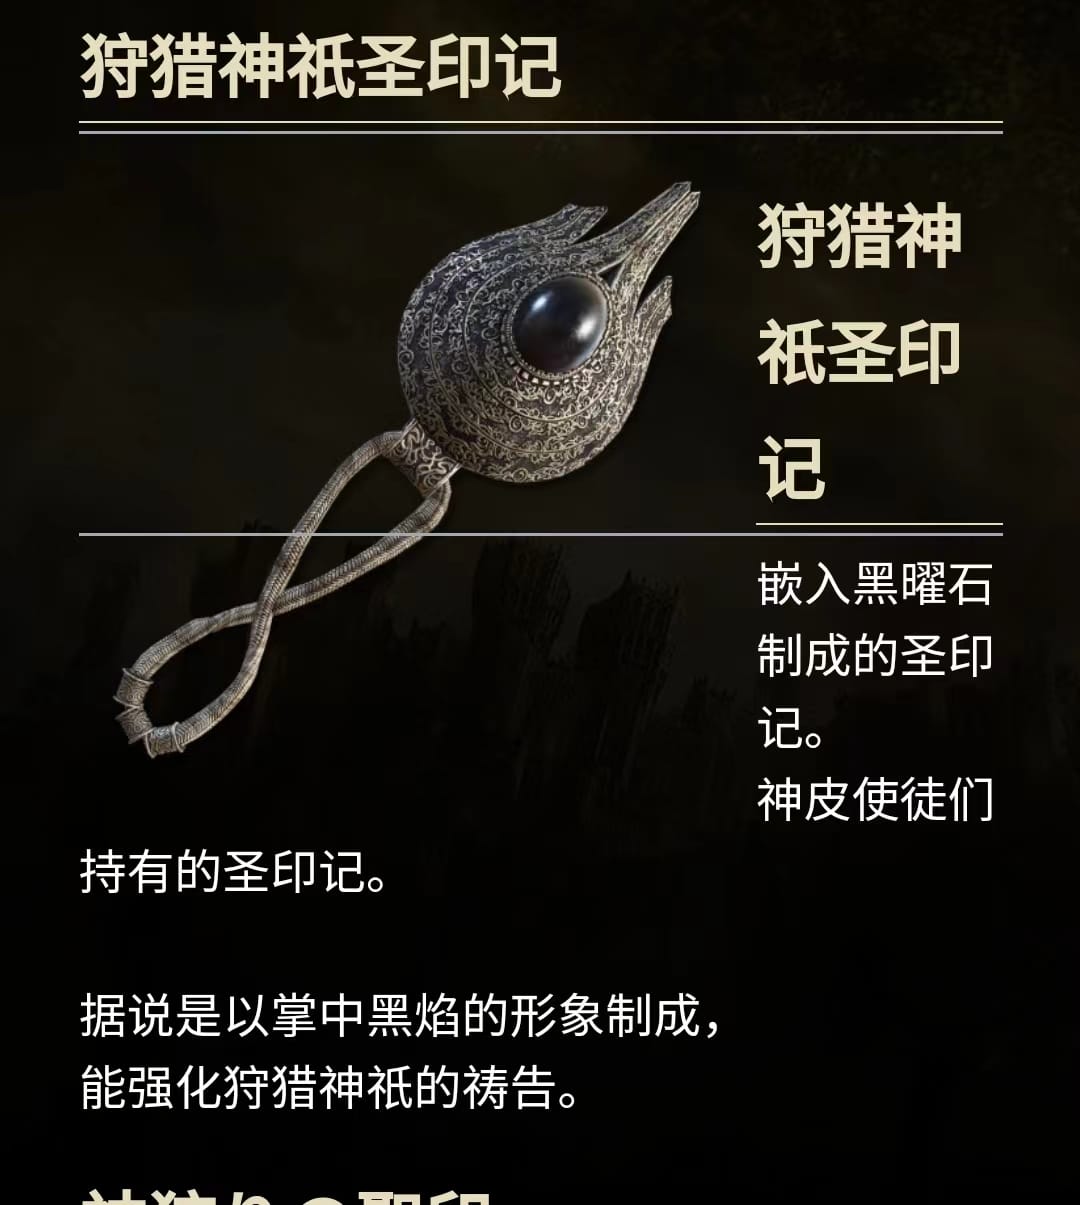 狩猎神祇圣印记
狩猎神
祇圣印
记
嵌入黑曜石
制成的圣印
记。
神皮使徒们
持有的圣印记。
据说是以掌中黑焰的形象制成，
能强化狩猎神祇的祷告。